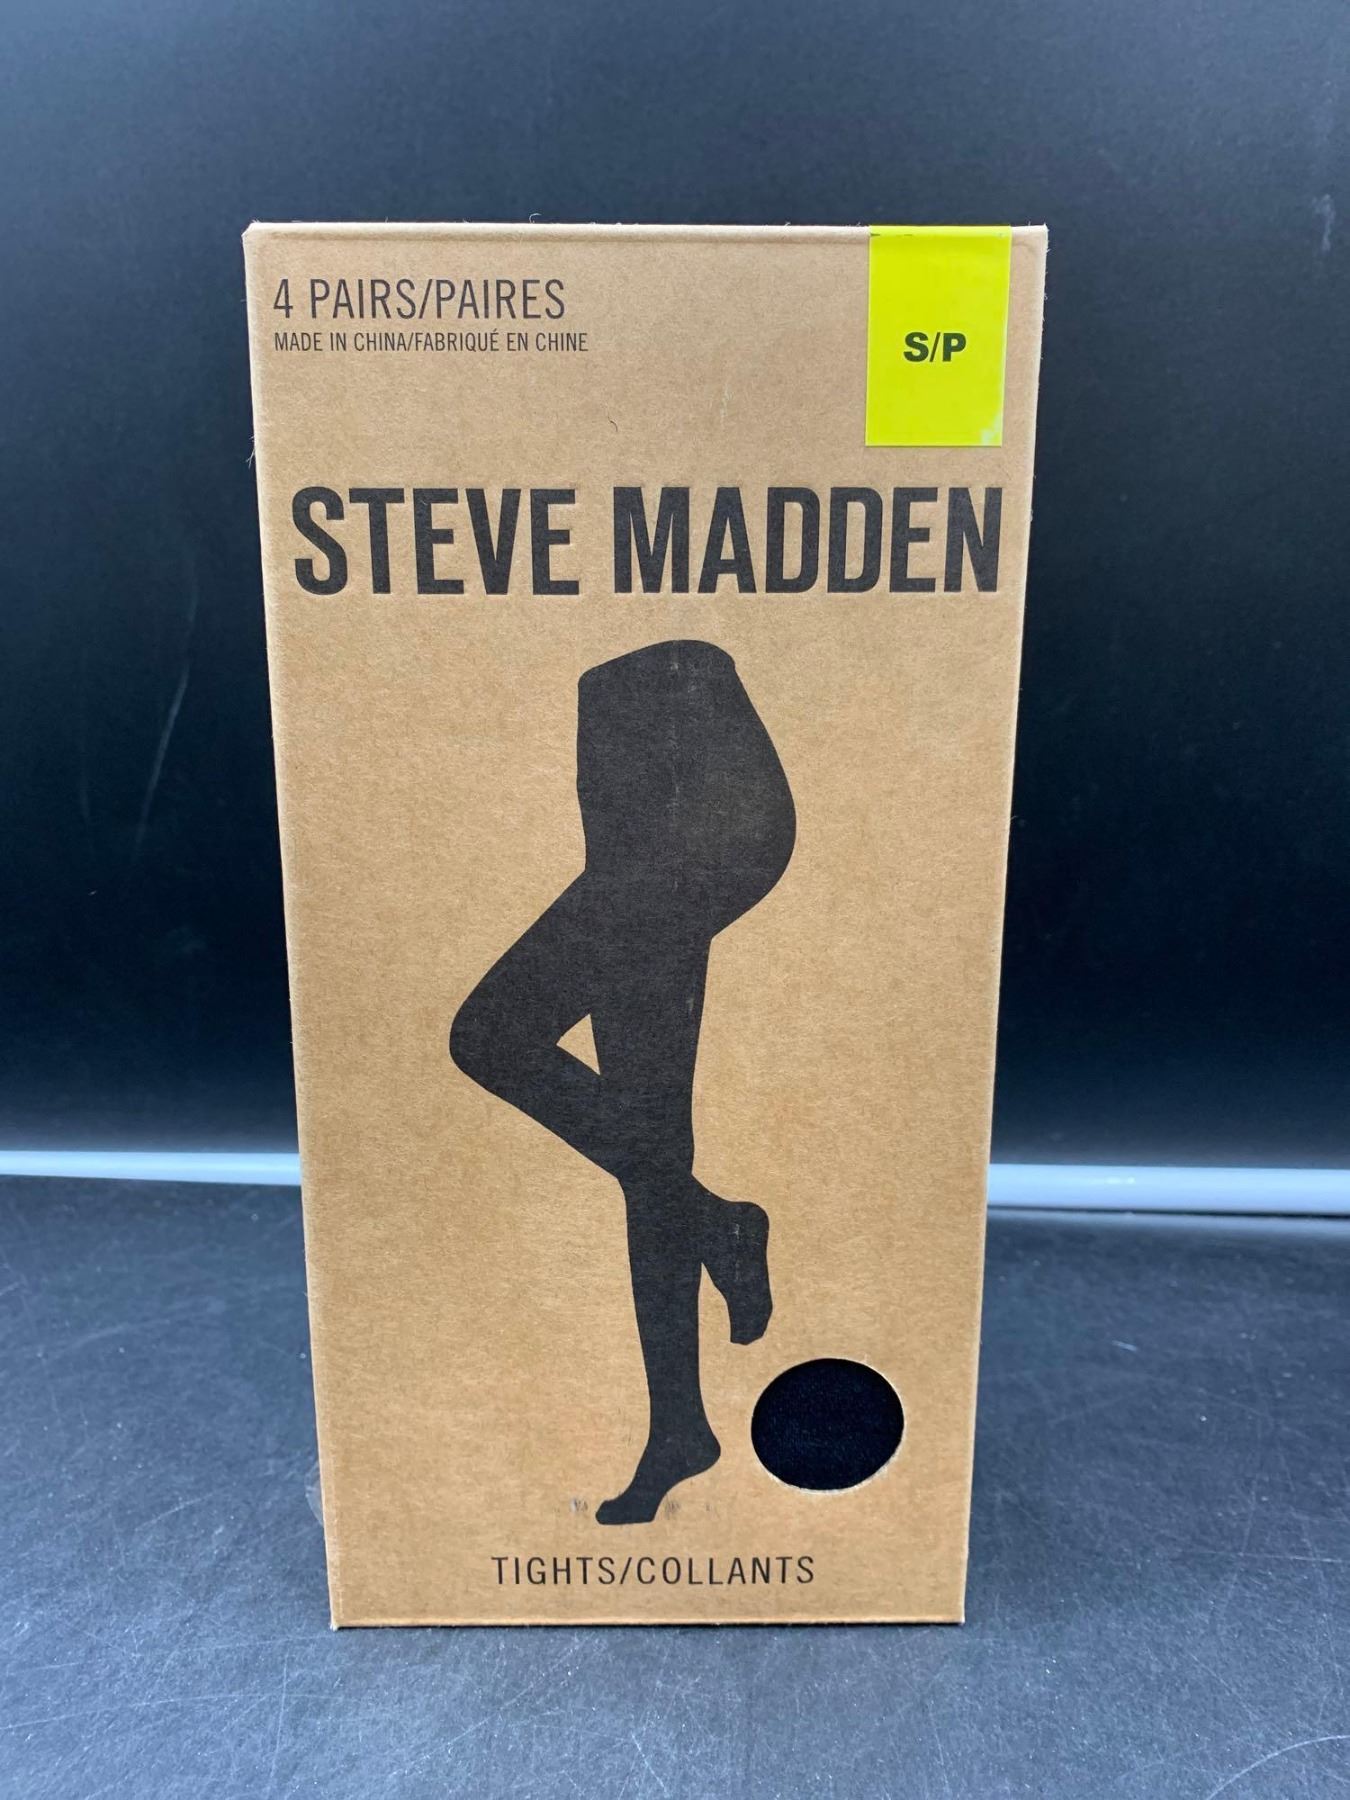 4 PAIRS/PAIRES
MADE IN CHINA/FABRIQUÉ EN CHINE
S/P
STEVE MADDEN
TIGHTS/COLLANTS